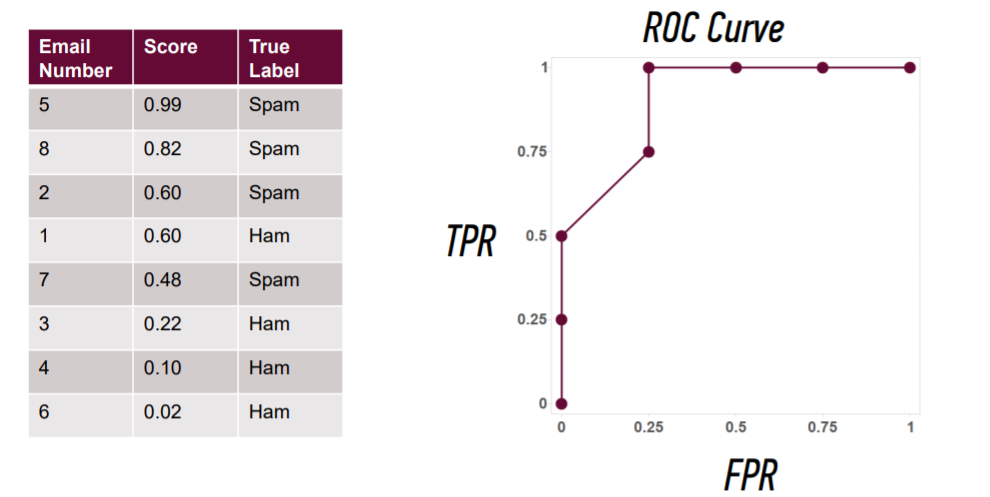 Email Number Score True Label
5 0.99 Spam
8 0.82 Spam
2 0.60 Spam
1 0.60 Ham
7 0.48 Spam
3 0.22 Ham
4 0.10 Ham
6 0.02 Ham
ROC Curve
1
0.75
TPR
0.5
0.25
0
0 0.25 0.5 0.75 1
FPR